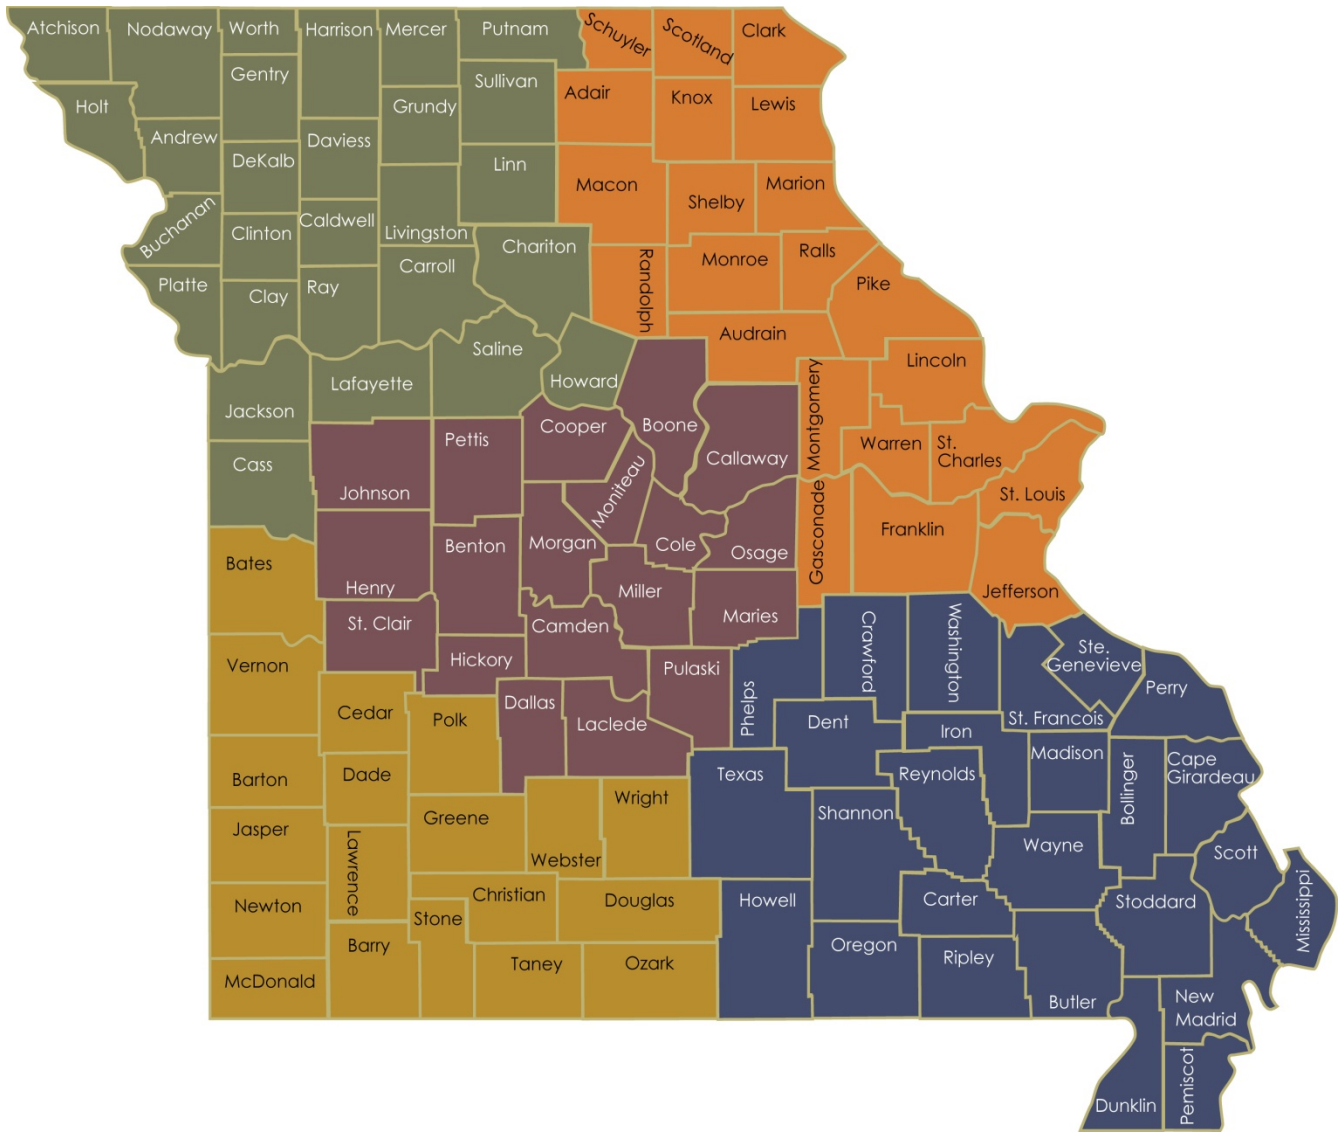 Atchison
Nodaway
Worth
Harrison
Mercer
Putnam
Schuyler
Scotland
Clark
Gentry
Sullivan
Holt
Grundy
Adair
Knox
Lewis
Andrew
Daviess
DeKalb
Linn
Macon
Shelby
Marion
Buchanan
Clinton
Caldwell
Livingston
Chariton
Randolph
Monroe
Ralls
Platte
Clay
Ray
Carroll
Pike
Audrain
Saline
Howard
Lincoln
Jackson
Lafayette
Boone
Callaway
Montgomery
Warren
St.
Charles
Cass
Johnson
Pettis
Cooper
Moniteau
St. Louis
Bates
Henry
Benton
Morgan
Cole
Osage
Gasconade
Franklin
Jefferson
St. Clair
Camden
Miller
Maries
Vernon
Hickory
Pulaski
Phelps
Crawford
Washington
Ste.
Genevieve
Perry
Cedar
Polk
Dallas
Laclede
Dent
Iron
St. Francois
Madison
Barton
Dade
Texas
Reynolds
Bollinger
Cape
Girardeau
Jasper
Lawrence
Greene
Webster
Wright
Shannon
Wayne
Scott
Mississippi
Newton
Christian
Douglas
Howell
Carter
Stoddard
Stone
Barry
Taney
Ozark
Oregon
Ripley
Butler
New
Madrid
McDonald
Dunklin
Pemiscot